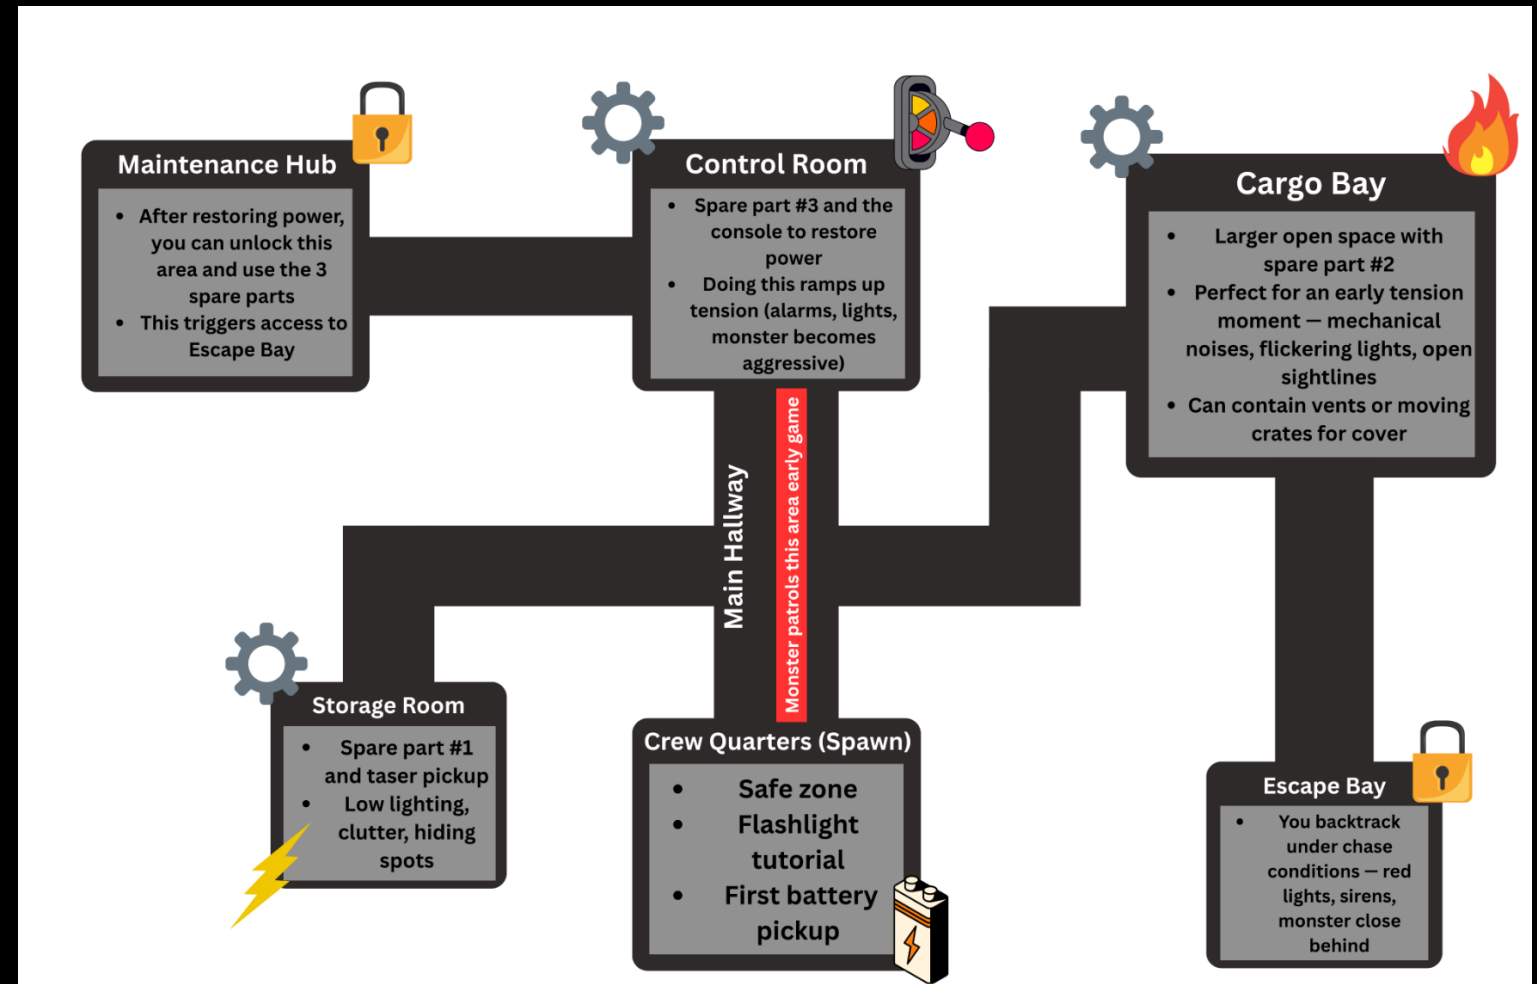 Maintenance Hub
• After restoring power,
you can unlock this
area and use the 3
spare parts
• This triggers access to
Escape Bay
Control Room
• Spare part #3 and the
console to restore
power
• Doing this ramps up
tension (alarms, lights,
monster becomes
aggressive)
Cargo Bay
• Larger open space with
spare part #2
• Perfect for an early tension
moment — mechanical
noises, flickering lights, open
sightlines
• Can contain vents or moving
crates for cover
Main Hallway
Monster patrols this area early game
Storage Room
• Spare part #1
and taser pickup
• Low lighting,
clutter, hiding
spots
Crew Quarters (Spawn)
• Safe zone
• Flashlight
tutorial
• First battery
pickup
Escape Bay
• You backtrack
under chase
conditions — red
lights, sirens,
monster close
behind